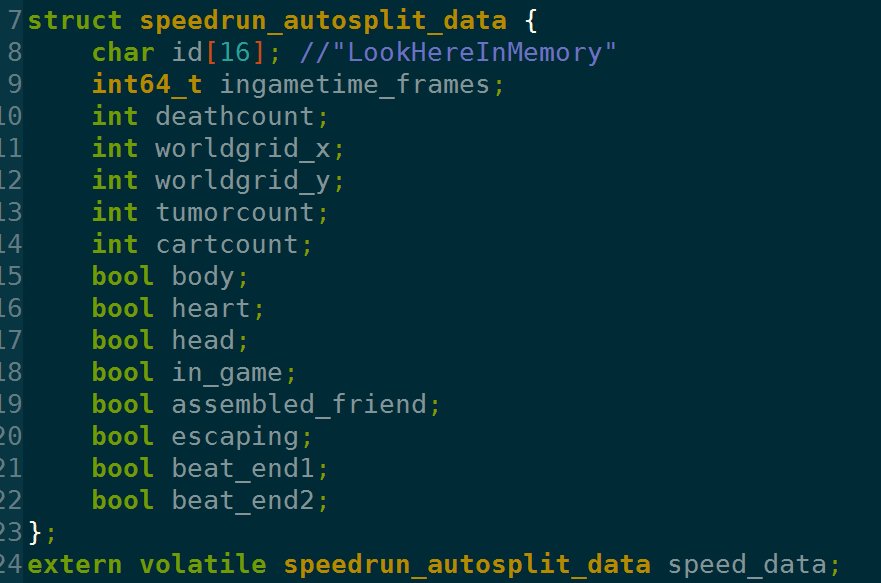 7 struct speedrun_autosplit_data {
8 char id[16]; //"LookHereInMemory"
9 int64_t ingametime_frames;
10 int deathcount;
11 int worldgrid_x;
12 int worldgrid_y;
13 int tumorcount;
14 int cartcount;
15 bool body;
16 bool heart;
17 bool head;
18 bool in_game;
19 bool assembled_friend;
20 bool escaping;
21 bool beat_end1;
22 bool beat_end2;
23 };
24 extern volatile speedrun_autosplit_data speed_data;